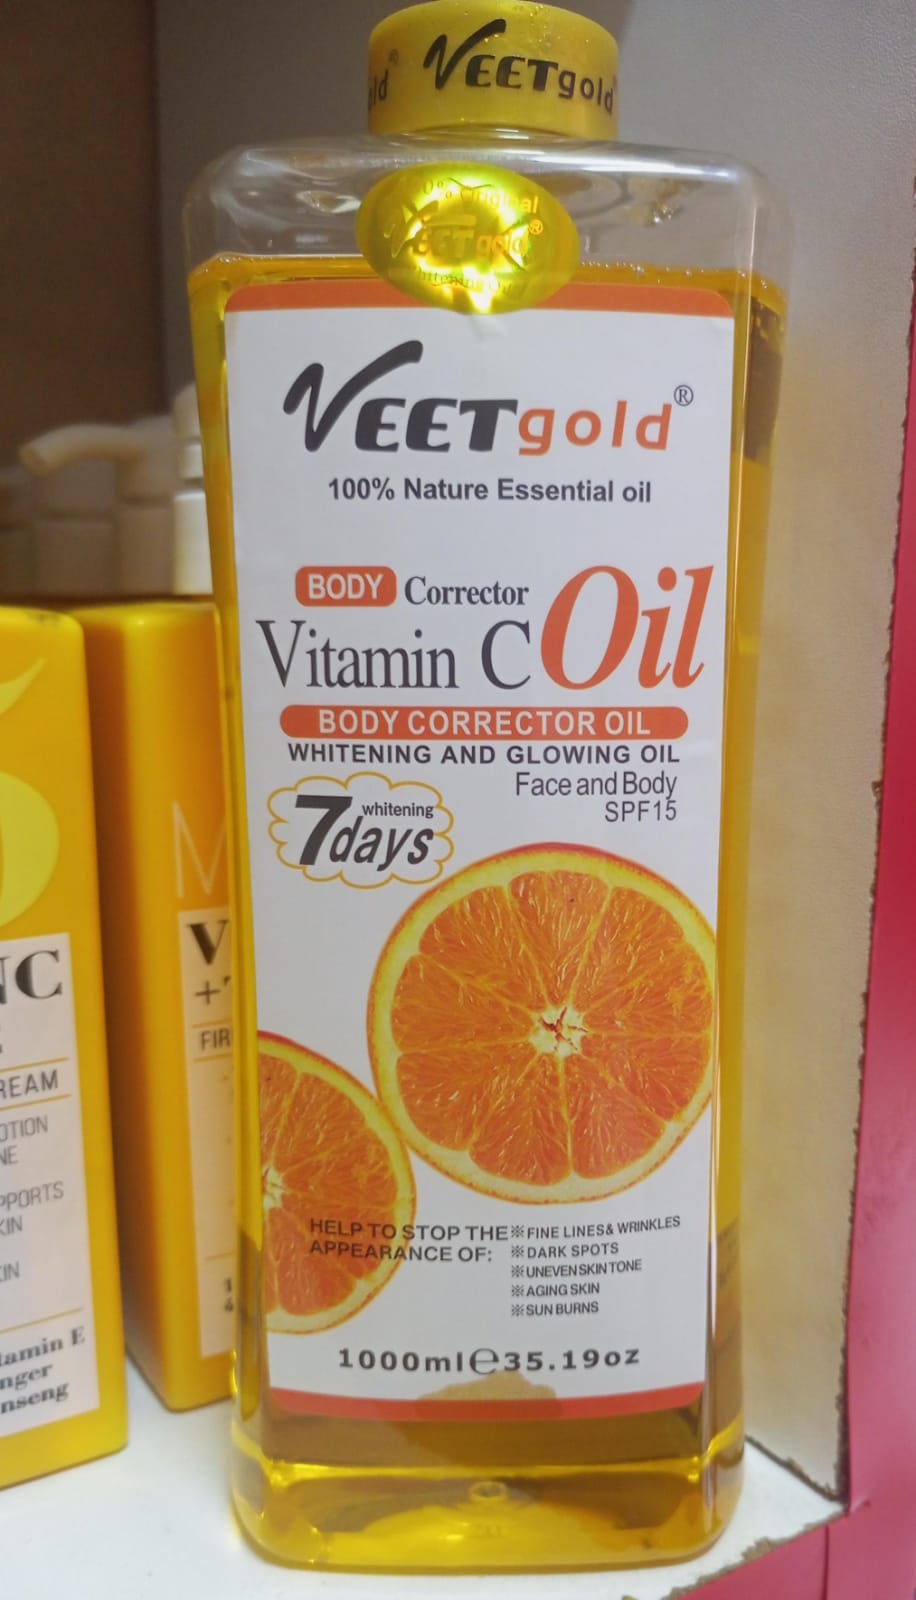 VEETgold
VEETgold®
100% Nature Essential oil
BODY Corrector
Vitamin C Oil
BODY CORRECTOR OIL
WHITENING AND GLOWING OIL
Face and Body
SPF15
whitening
7days
HELP TO STOP THE
APPEARANCE OF:
※FINE LINES& WRINKLES
※DARK SPOTS
※UNEVEN SKIN TONE
※AGING SKIN
※SUN BURNS
1000ml℮35.19oz